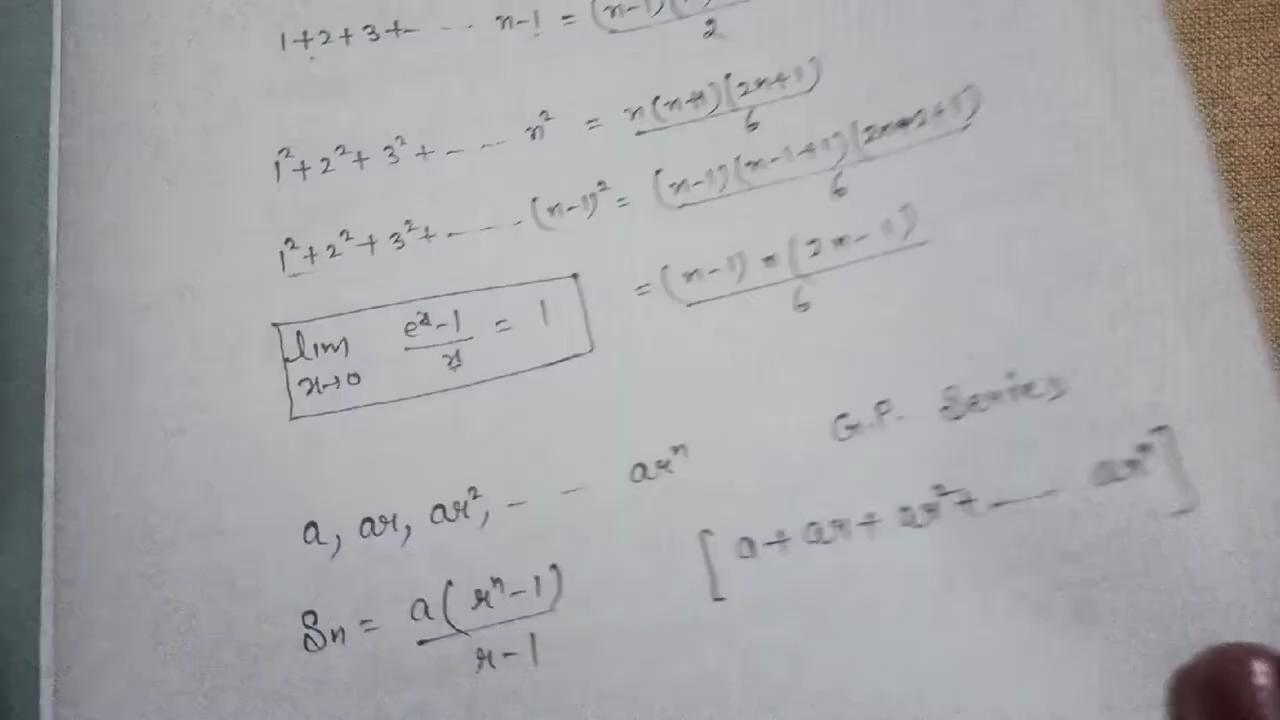 1+2+3+- ... n-1 = (n-1)( / 2
1²+2²+3²+ - ... n² = n(n+1)(2n+1) / 6
1²+2²+3²+ - ... (n-1)² = (n-1)(n-1+1)(2n-2+1) / 6
= (n-1) n (2n-1) / 6
lim x→0 eˣ-1 / x = 1
G.P. Series
a, ar, ar², - - arⁿ
[a+ar+ar²+ - ... arⁿ]
Sn = a(rⁿ-1) / r-1